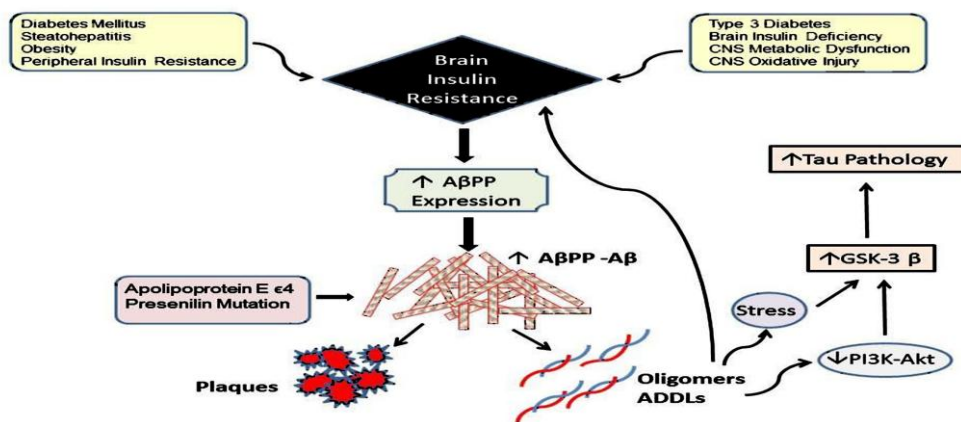 Diabetes Mellitus
Steatohepatitis
Obesity
Peripheral Insulin Resistance
Type 3 Diabetes
Brain Insulin Deficiency
CNS Metabolic Dysfunction
CNS Oxidative Injury
Brain
Insulin
Resistance
↑ AβPP
Expression
↑ AβPP -Aβ
Apolipoprotein E ϵ4
Presenilin Mutation
Plaques
Oligomers
ADDLs
Stress
↓PI3K-Akt
↑GSK-3 β
↑Tau Pathology